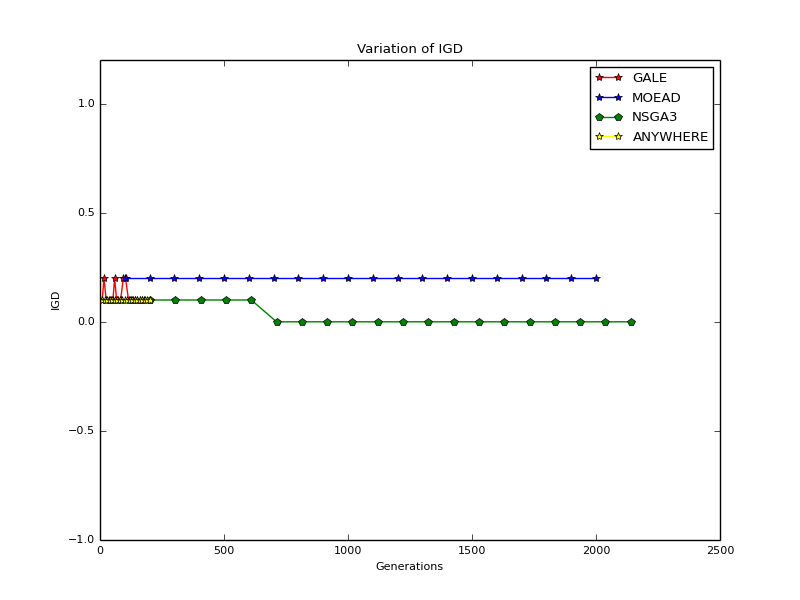 Variation of IGD
GALE
MOEAD
NSGA3
ANYWHERE
1.0
0.5
0.0
−0.5
−1.0
IGD
0 500 1000 1500 2000 2500
Generations